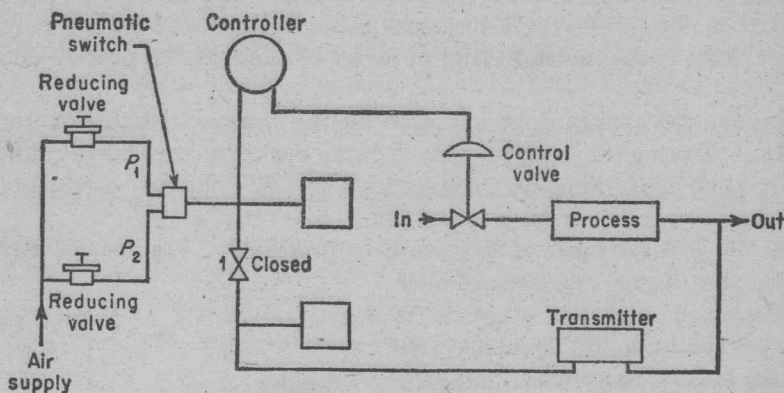 Pneumatic
switch
Controller
Reducing
valve
P1
Control
valve
In
Process
Out
1 Closed
P2
Reducing
valve
Transmitter
Air
supply